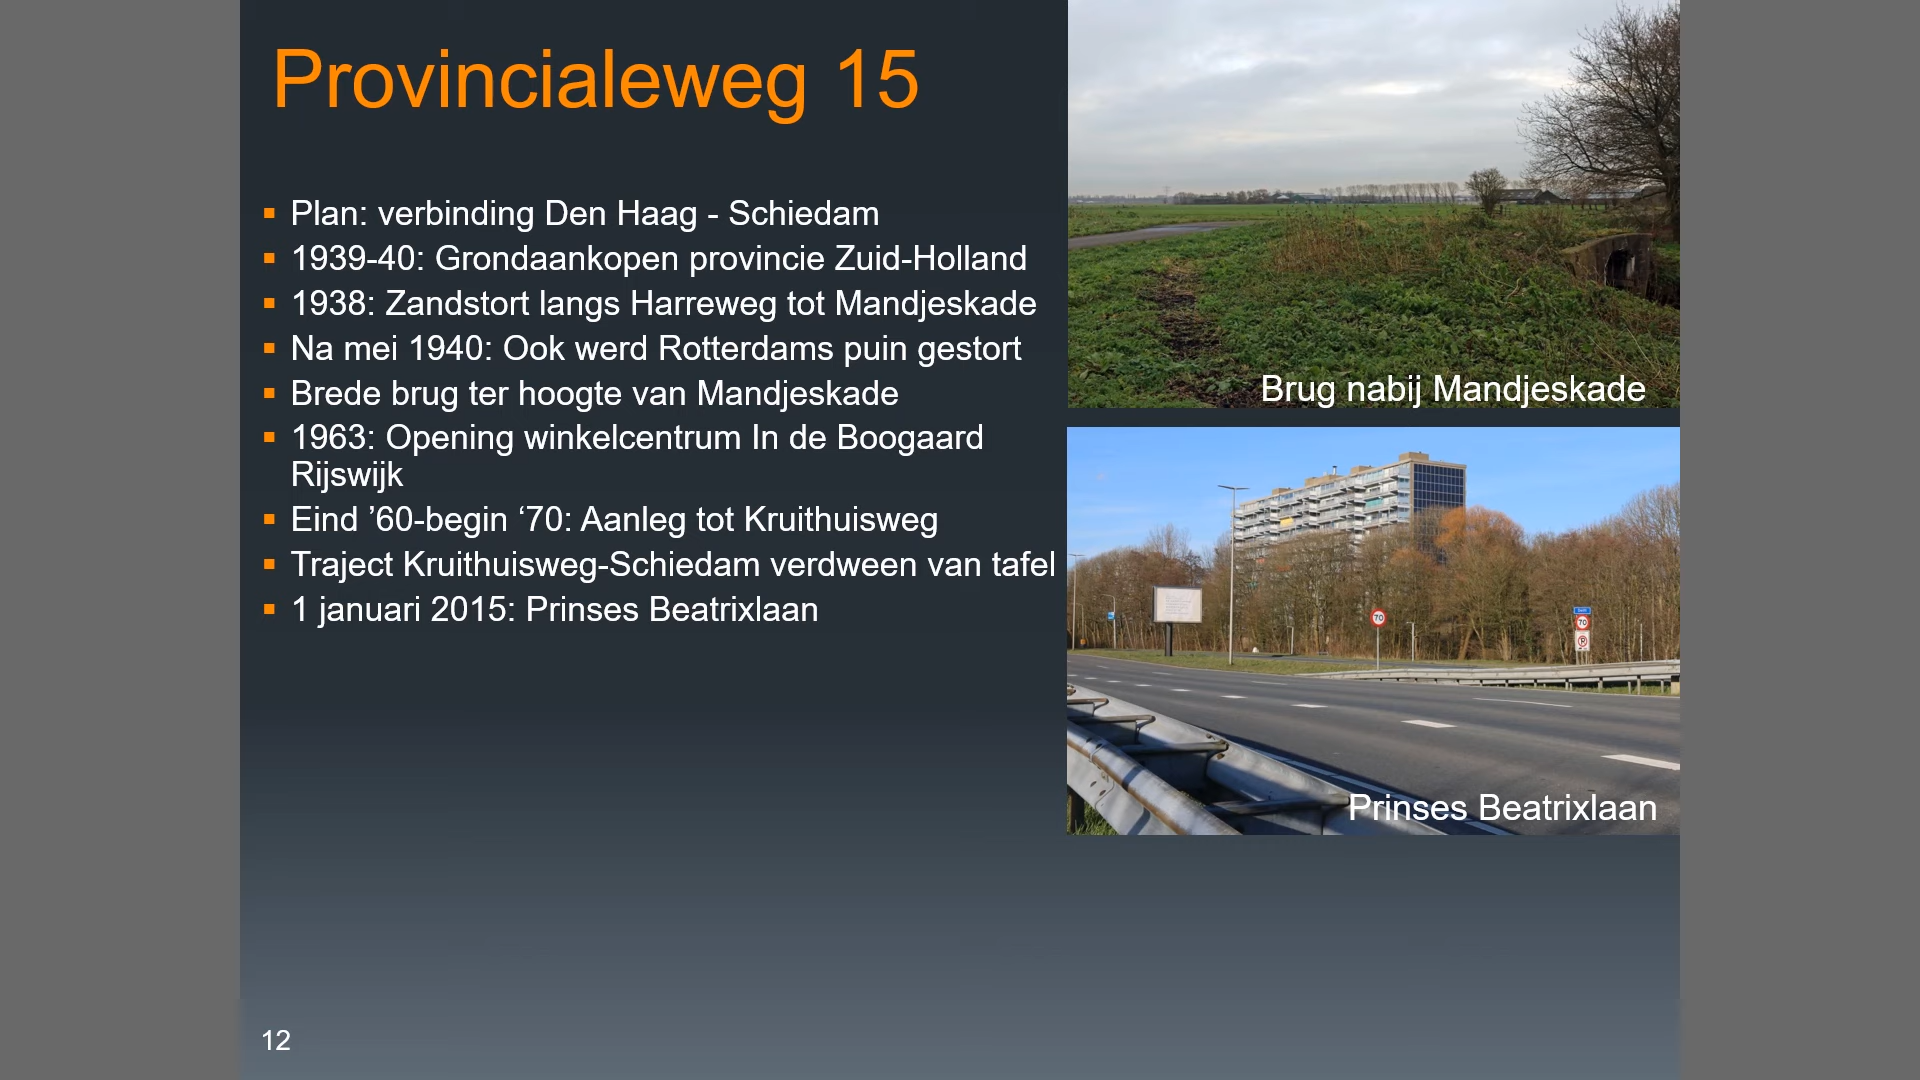 Provincialeweg 15
Plan: verbinding Den Haag - Schiedam
1939-40: Grondaankopen provincie Zuid-Holland
1938: Zandstort langs Harreweg tot Mandjeskade
Na mei 1940: Ook werd Rotterdams puin gestort
Brede brug ter hoogte van Mandjeskade
1963: Opening winkelcentrum In de Boogaard
Rijswijk
Eind ’60-begin ‘70: Aanleg tot Kruithuisweg
Traject Kruithuisweg-Schiedam verdween van tafel
1 januari 2015: Prinses Beatrixlaan
Brug nabij Mandjeskade
70
70
Prinses Beatrixlaan
12